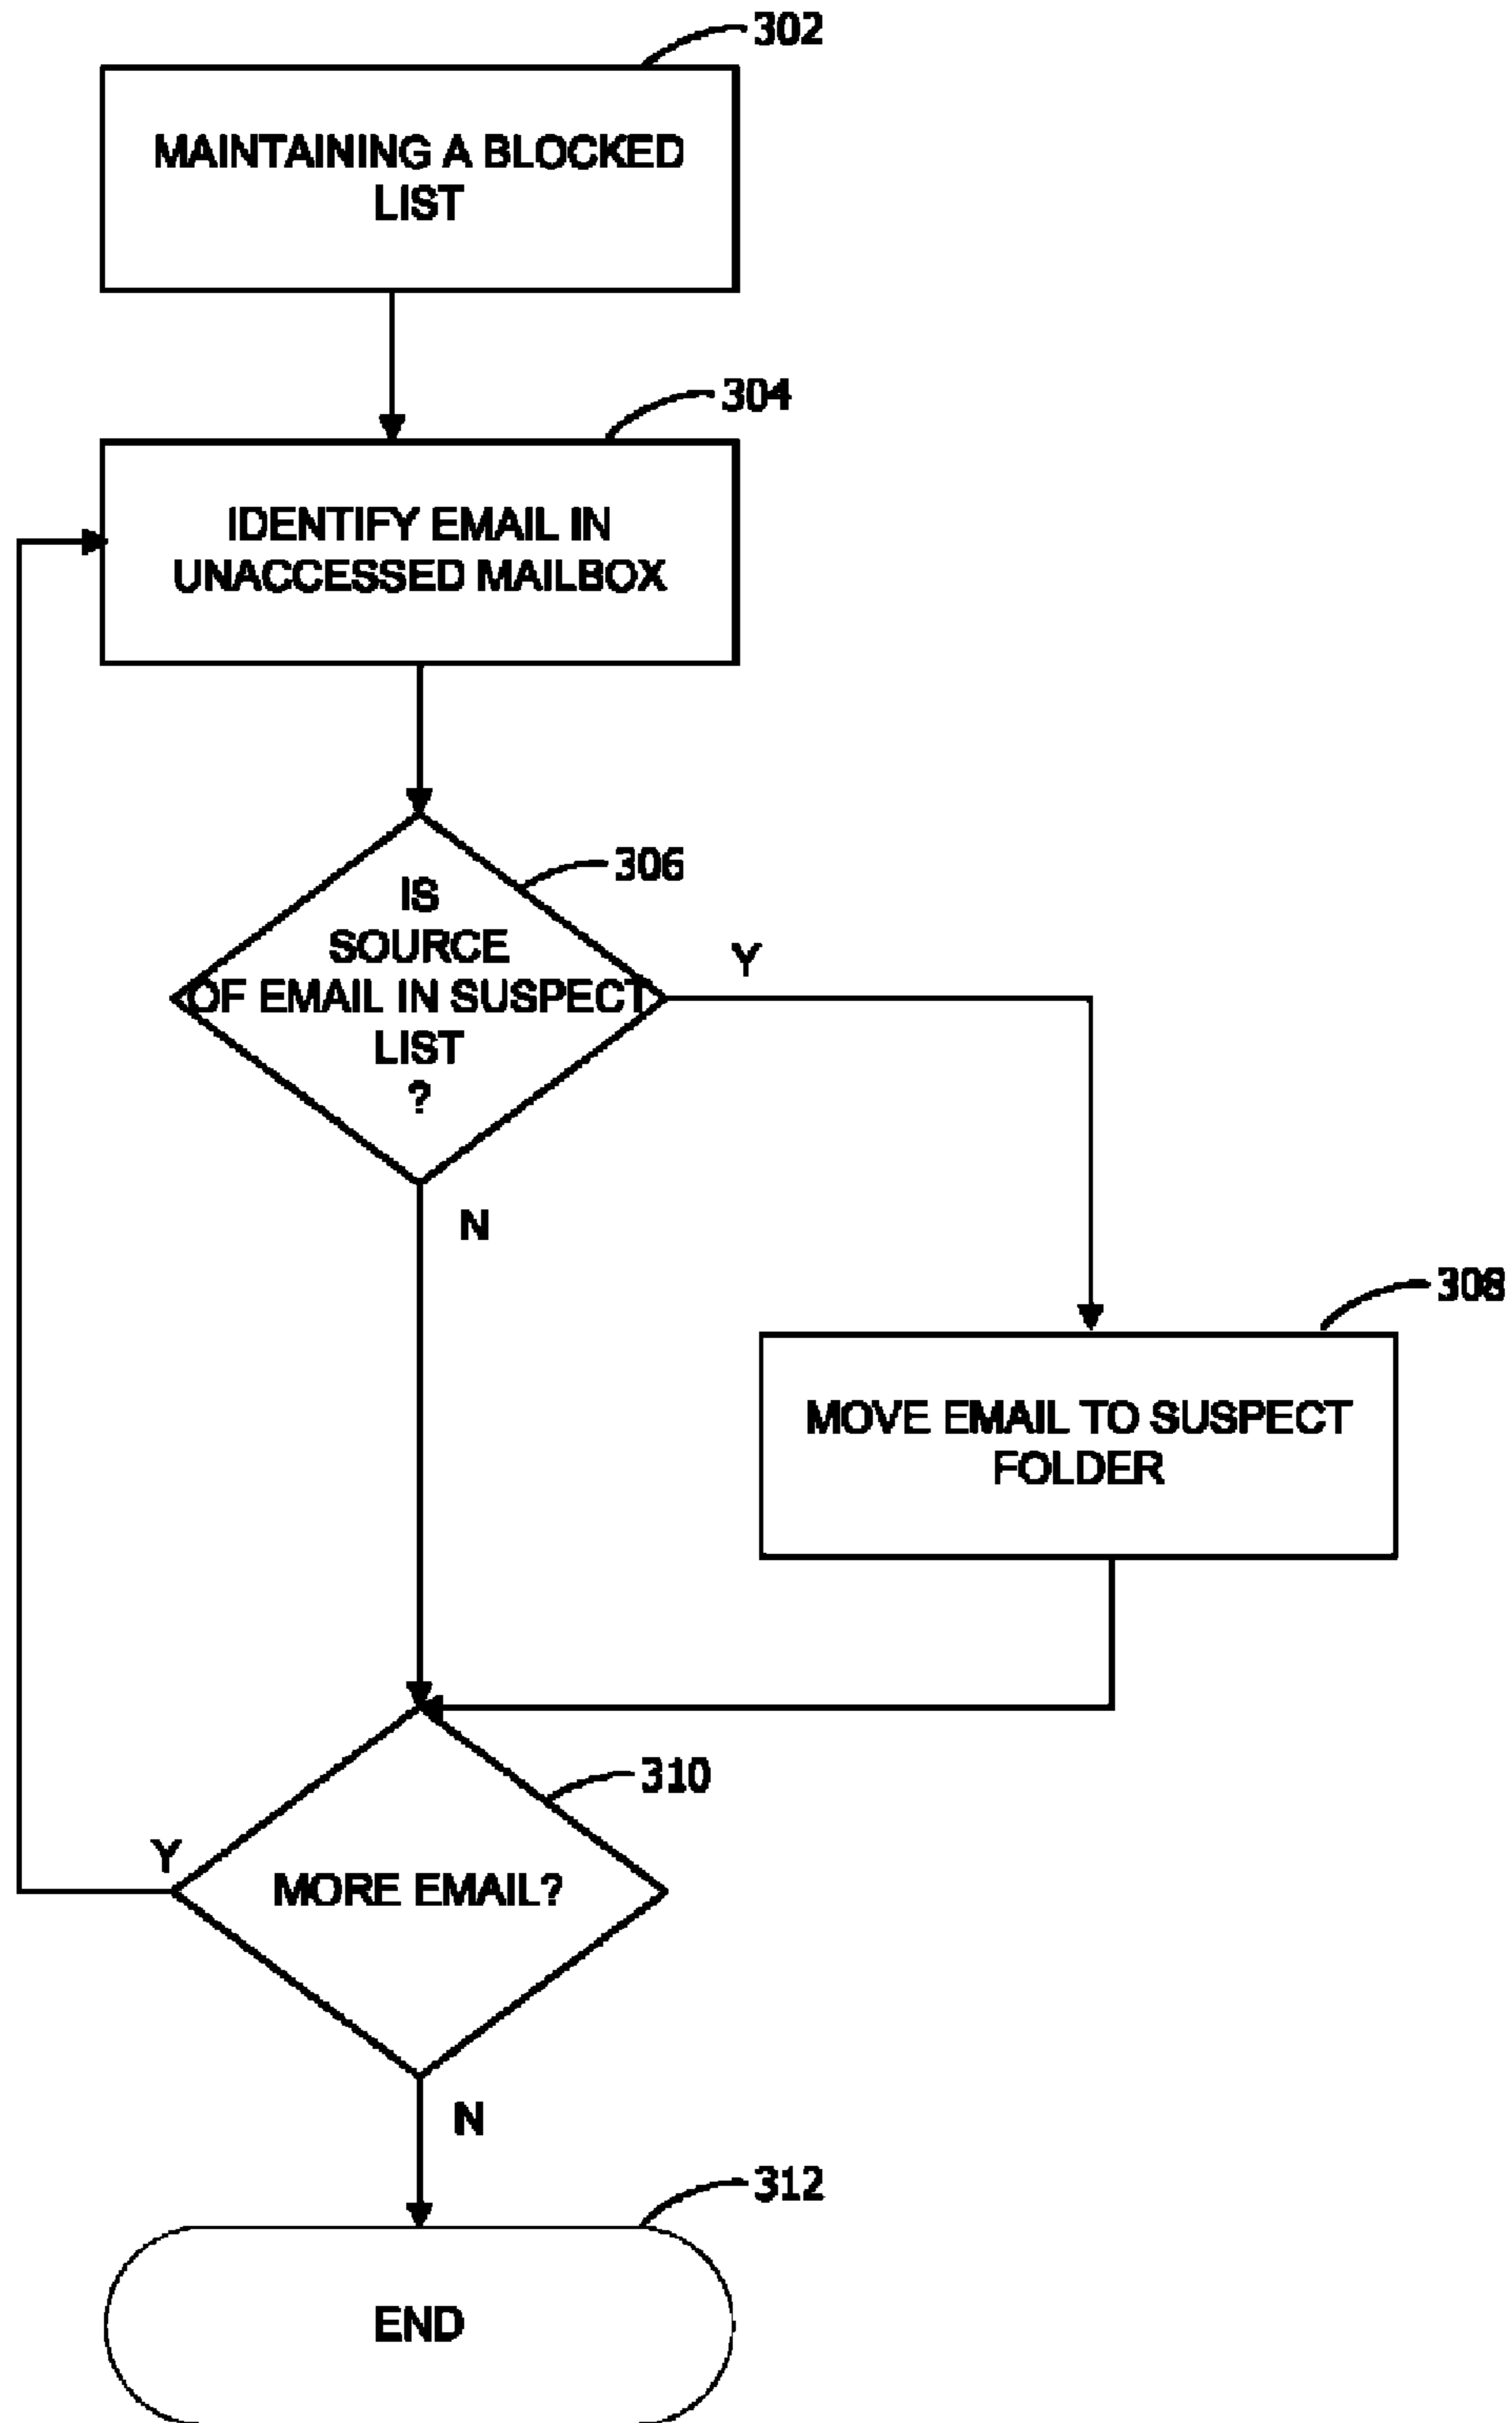 302
MAINTAINING A BLOCKED
LIST
304
IDENTIFY EMAIL IN
UNACCESSED MAILBOX
306
IS
SOURCE
OF EMAIL IN SUSPECT
LIST
?
Y
N
308
MOVE EMAIL TO SUSPECT
FOLDER
310
Y
MORE EMAIL?
N
312
END